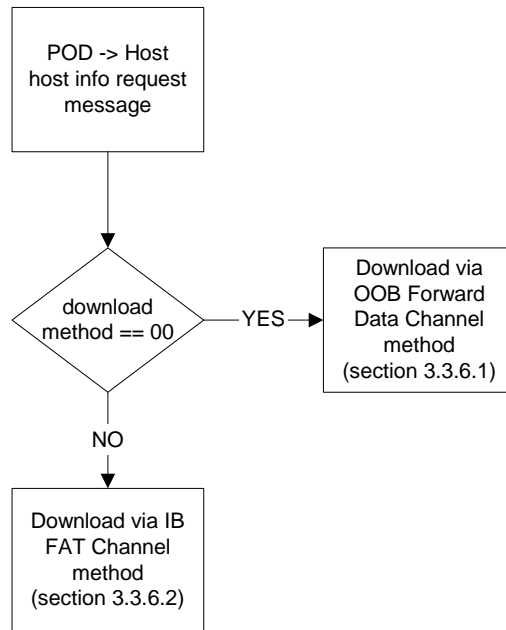 POD -> Host
host info request
message
download
method == 00
YES
Download via
OOB Forward
Data Channel
method
(section 3.3.6.1)
NO
Download via IB
FAT Channel
method
(section 3.3.6.2)